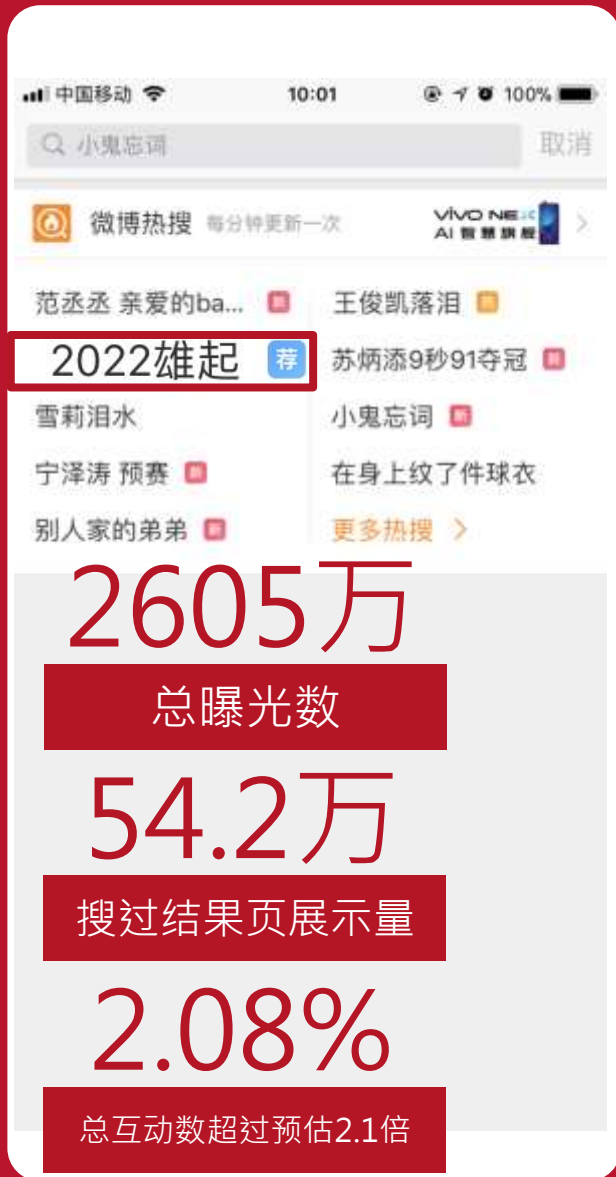 中国移动 10:01 100%
小鬼忘词 取消
微博热搜 每分钟更新一次 vivo NEX
AI 智慧旗舰
范丞丞 亲爱的ba... 新 王俊凯落泪
2022雄起 荐 苏炳添9秒91夺冠 新
雪莉泪水 小鬼忘词 新
宁泽涛 预赛 新 在身上纹了件球衣
别人家的弟弟 新 更多热搜 >
2605万
总曝光数
54.2万
搜过结果页展示量
2.08%
总互动数超过预估2.1倍